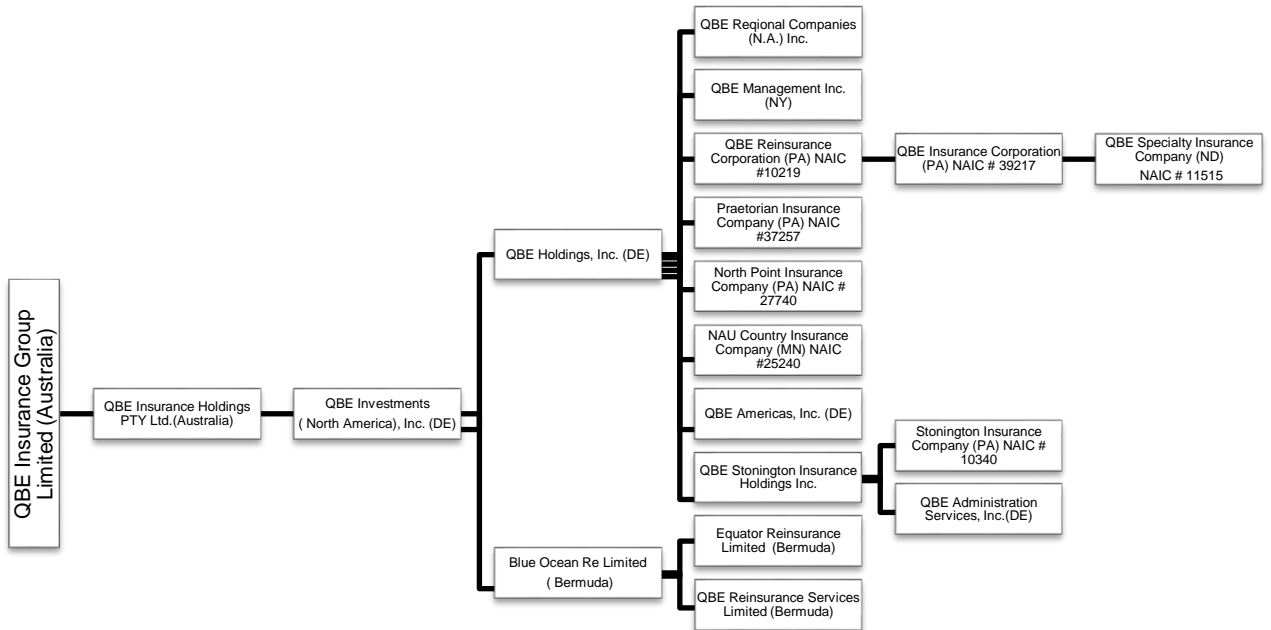 QBE Insurance Group
Limited (Australia)
QBE Insurance Holdings
PTY Ltd.(Australia)
QBE Investments
( North America), Inc. (DE)
QBE Holdings, Inc. (DE)
QBE Reqional Companies
(N.A.) Inc.
QBE Management Inc.
(NY)
QBE Reinsurance
Corporation (PA) NAIC
#10219
QBE Insurance Corporation
(PA) NAIC # 39217
QBE Specialty Insurance
Company (ND)
NAIC # 11515
Praetorian Insurance
Company (PA) NAIC
#37257
North Point Insurance
Company (PA) NAIC #
27740
NAU Country Insurance
Company (MN) NAIC
#25240
QBE Americas, Inc. (DE)
QBE Stonington Insurance
Holdings Inc.
Stonington Insurance
Company (PA) NAIC #
10340
QBE Administration
Services, Inc.(DE)
Blue Ocean Re Limited
( Bermuda)
Equator Reinsurance
Limited (Bermuda)
QBE Reinsurance Services
Limited (Bermuda)